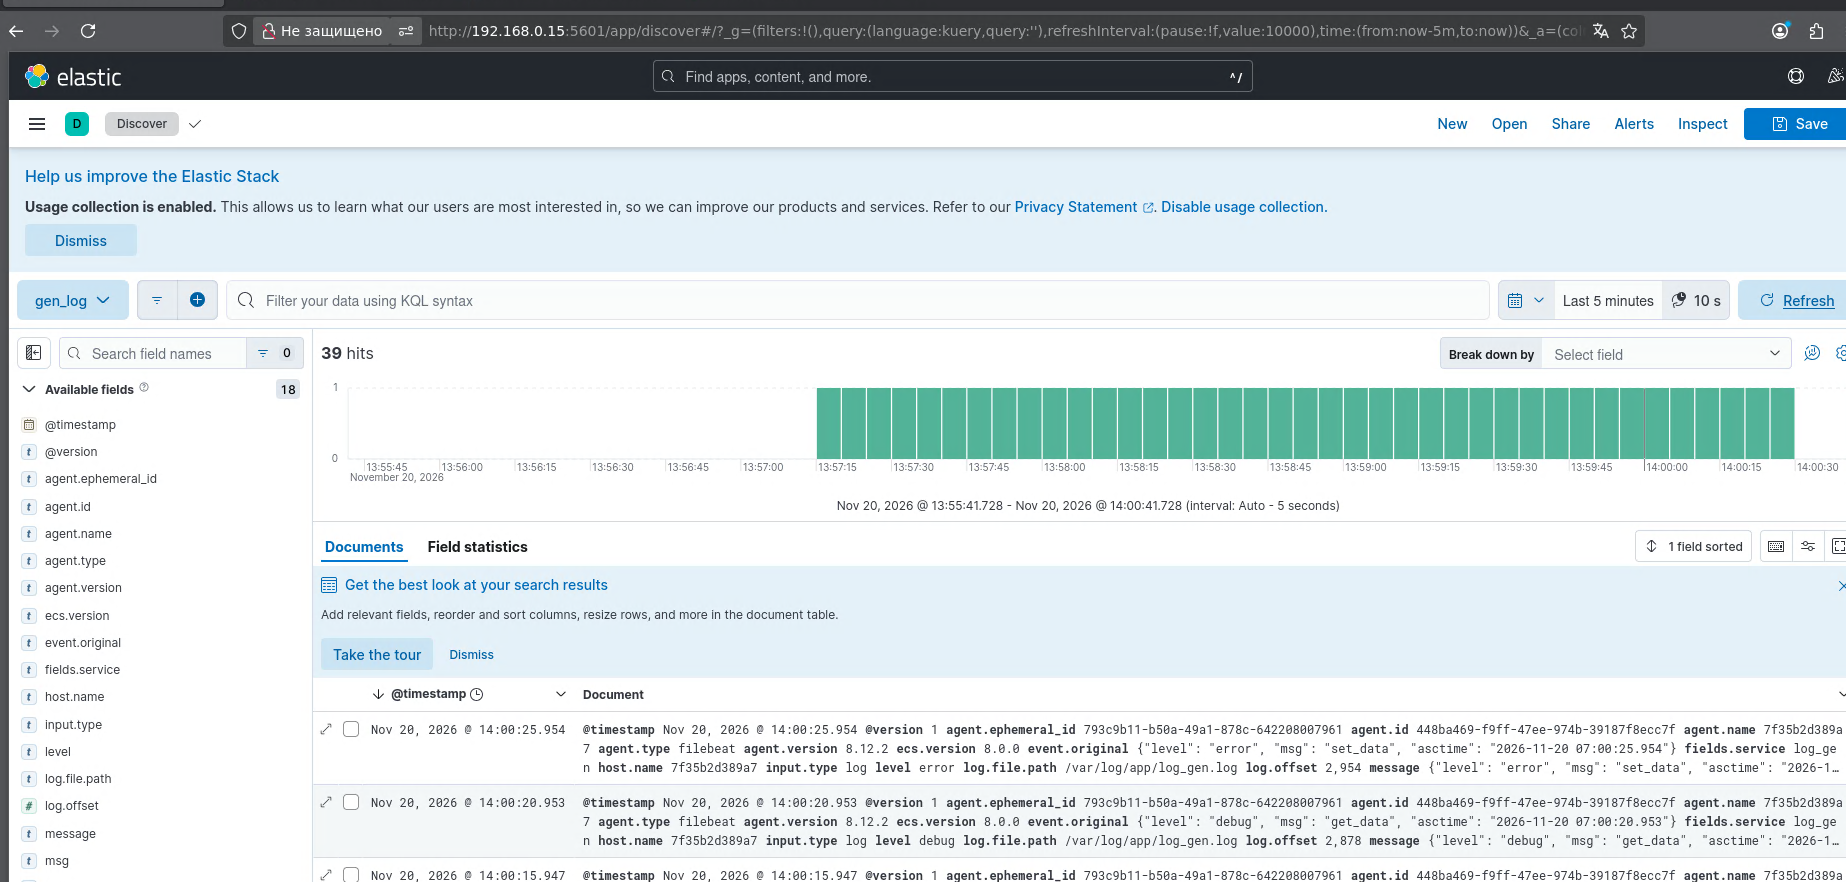 Не защищено
http://192.168.0.15:5601/app/discover#/?_g=(filters:!(),query:(language:kuery,query:''),refreshInterval:(pause:!f,value:10000),time:(from:now-5m,to:now))&_a=(co
elastic
Find apps, content, and more.
^/
D
Discover
New
Open
Share
Alerts
Inspect
Save
Help us improve the Elastic Stack
Usage collection is enabled. This allows us to learn what our users are most interested in, so we can improve our products and services. Refer to our Privacy Statement. Disable usage collection.
Dismiss
gen_log
Filter your data using KQL syntax
Last 5 minutes
10 s
Refresh
Search field names
0
39 hits
Break down by
Select field
Available fields
18
@timestamp
@version
agent.ephemeral_id
agent.id
agent.name
agent.type
agent.version
ecs.version
event.original
fields.service
host.name
input.type
level
log.file.path
log.offset
message
msg
1
0
13:55:45 13:56:00 13:56:15 13:56:30 13:56:45 13:57:00 13:57:15 13:57:30 13:57:45 13:58:00 13:58:15 13:58:30 13:58:45 13:59:00 13:59:15 13:59:30 13:59:45 14:00:00 14:00:15 14:00:30
November 20, 2026
Nov 20, 2026 @ 13:55:41.728 - Nov 20, 2026 @ 14:00:41.728 (interval: Auto - 5 seconds)
Documents
Field statistics
1 field sorted
Get the best look at your search results
Add relevant fields, reorder and sort columns, resize rows, and more in the document table.
Take the tour
Dismiss
@timestamp
Document
Nov 20, 2026 @ 14:00:25.954
@timestamp Nov 20, 2026 @ 14:00:25.954 @version 1 agent.ephemeral_id 793c9b11-b50a-49a1-878c-642208007961 agent.id 448ba469-f9ff-47ee-974b-39187f8ecc7f agent.name 7f35b2d389a
7 agent.type filebeat agent.version 8.12.2 ecs.version 8.0.0 event.original {"level": "error", "msg": "set_data", "asctime": "2026-11-20 07:00:25.954"} fields.service log_ge
n host.name 7f35b2d389a7 input.type log level error log.file.path /var/log/app/log_gen.log log.offset 2,954 message {"level": "error", "msg": "set_data", "asctime": "2026-1…
Nov 20, 2026 @ 14:00:20.953
@timestamp Nov 20, 2026 @ 14:00:20.953 @version 1 agent.ephemeral_id 793c9b11-b50a-49a1-878c-642208007961 agent.id 448ba469-f9ff-47ee-974b-39187f8ecc7f agent.name 7f35b2d389a
7 agent.type filebeat agent.version 8.12.2 ecs.version 8.0.0 event.original {"level": "debug", "msg": "get_data", "asctime": "2026-11-20 07:00:20.953"} fields.service log_ge
n host.name 7f35b2d389a7 input.type log level debug log.file.path /var/log/app/log_gen.log log.offset 2,878 message {"level": "debug", "msg": "get_data", "asctime": "2026-1…
Nov 20, 2026 @ 14:00:15.947
@timestamp Nov 20, 2026 @ 14:00:15.947 @version 1 agent.ephemeral_id 793c9b11-b50a-49a1-878c-642208007961 agent.id 448ba469-f9ff-47ee-974b-39187f8ecc7f agent.name 7f35b2d389a